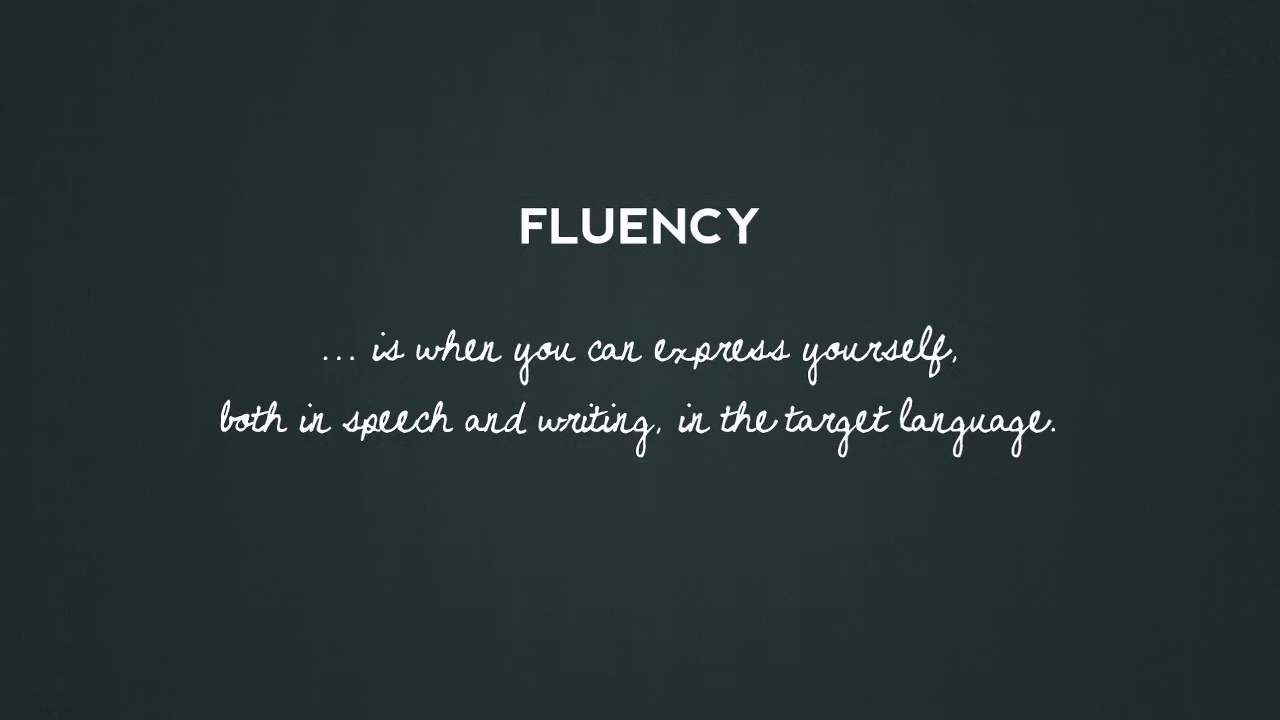 FLUENCY
... is when you can express yourself,
both in speech and writing, in the target language.